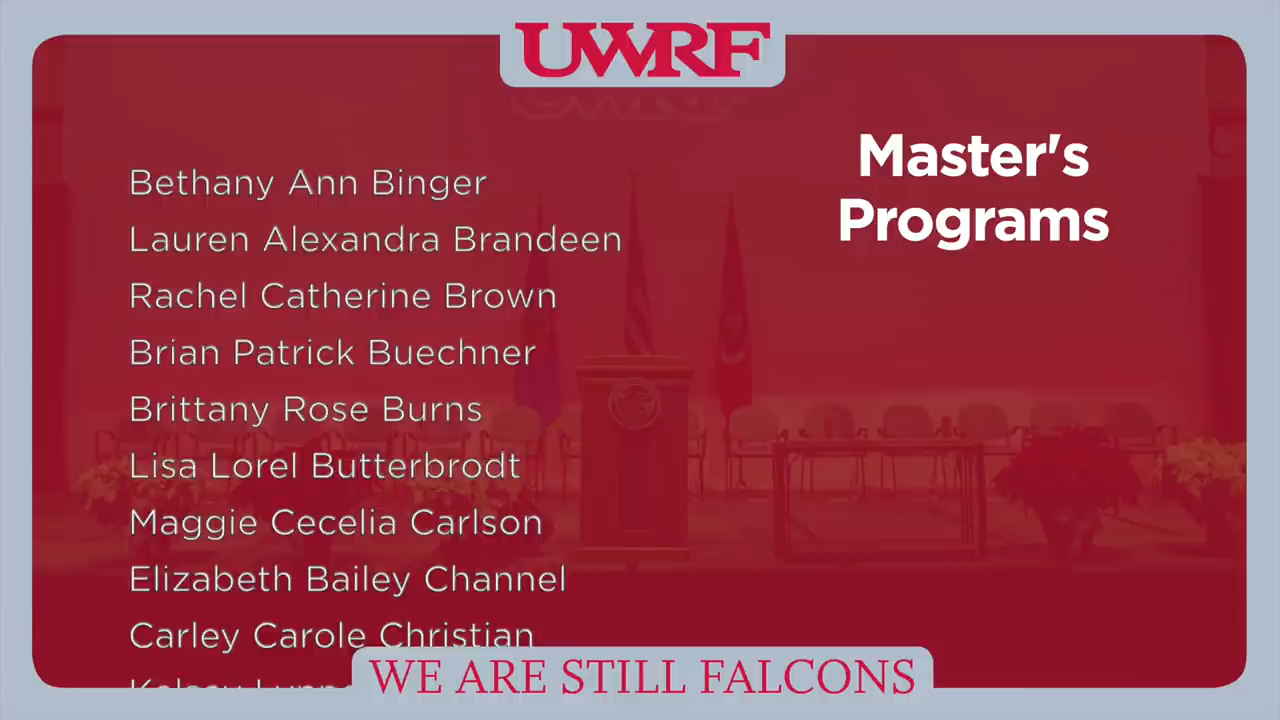 UWRF
Master's
Programs
Bethany Ann Binger
Lauren Alexandra Brandeen
Rachel Catherine Brown
Brian Patrick Buechner
Brittany Rose Burns
Lisa Lorel Butterbrodt
Maggie Cecelia Carlson
Elizabeth Bailey Channel
Carley Carole Christian
WE ARE STILL FALCONS